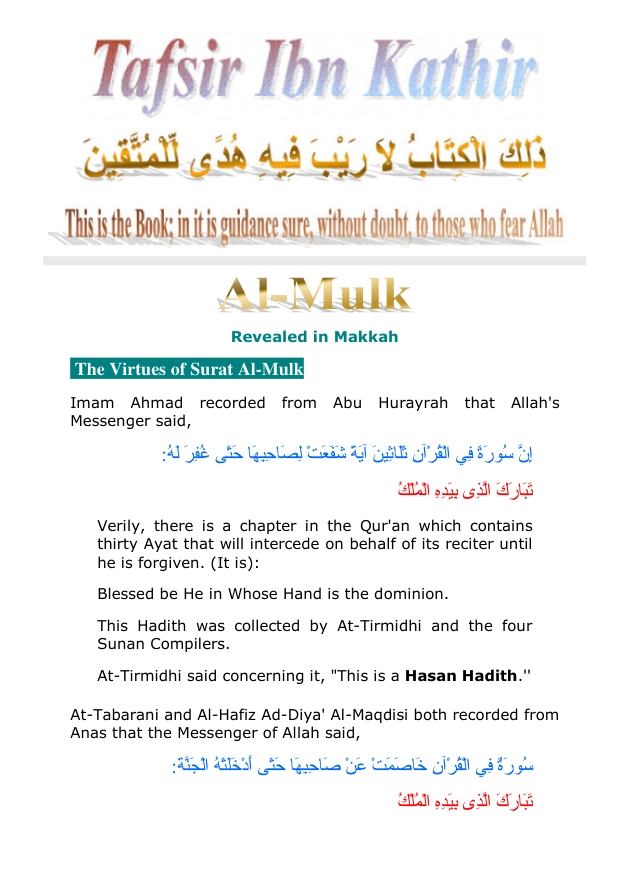 Tafsir Ibn Kathir
ذَلِكَ الْكِتَابُ لاَ رَيْبَ فِيهِ هُدًى لِّلْمُتَّقِينَ
This is the Book; in it is guidance sure, without doubt, to those who fear Allah
Al-Mulk
Revealed in Makkah
The Virtues of Surat Al-Mulk
Imam Ahmad recorded from Abu Hurayrah that Allah's
Messenger said,
إِنَّ سُورَةً فِي الْقُرْآنِ ثَلَاثِينَ آيَةً شَفَعَتْ لِصَاحِبِهَا حَتْى غُفِرَ لَهُ:
تَبَارَكَ الَّذِى بِيَدِهِ الْمُلْكُ
Verily, there is a chapter in the Qur'an which contains
thirty Ayat that will intercede on behalf of its reciter until
he is forgiven. (It is):
Blessed be He in Whose Hand is the dominion.
This Hadith was collected by At-Tirmidhi and the four
Sunan Compilers.
At-Tirmidhi said concerning it, "This is a Hasan Hadith.''
At-Tabarani and Al-Hafiz Ad-Diya' Al-Maqdisi both recorded from
Anas that the Messenger of Allah said,
سُورَةٌ فِي الْقُرْآنِ خَاصَمَتْ عَنْ صَاحِبِهَا حَتْى أَدْخَلَتْهُ الْجَنَّةَ:
تَبَارَكَ الَّذِى بِيَدِهِ الْمُلْكُ